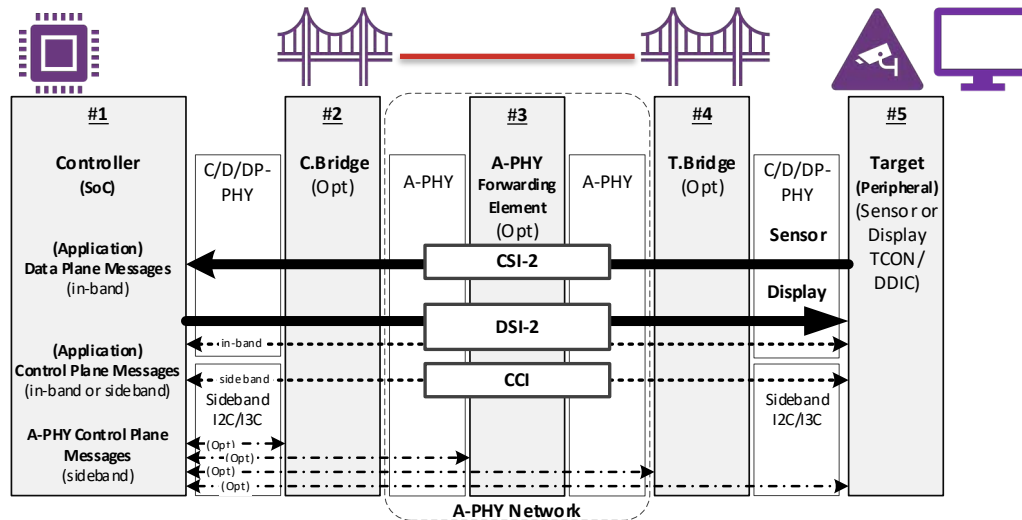 #1
Controller
(SoC)
(Application)
Data Plane Messages
(in-band)
(Application)
Control Plane Messages
(in-band or sideband)
A-PHY Control Plane
Messages
(sideband)
C/D/DP-
PHY
Sideband
I2C/I3C
#2
C.Bridge
(Opt)
A-PHY
#3
A-PHY
Forwarding
Element
(Opt)
A-PHY
#4
T.Bridge
(Opt)
C/D/DP-
PHY
Sensor
Display
Sideband
I2C/I3C
#5
Target
(Peripheral)
(Sensor or
Display
TCON/
DDIC)
CSI-2
DSI-2
in-band
CCI
sideband
(Opt)
(Opt)
(Opt)
(Opt)
A-PHY Network